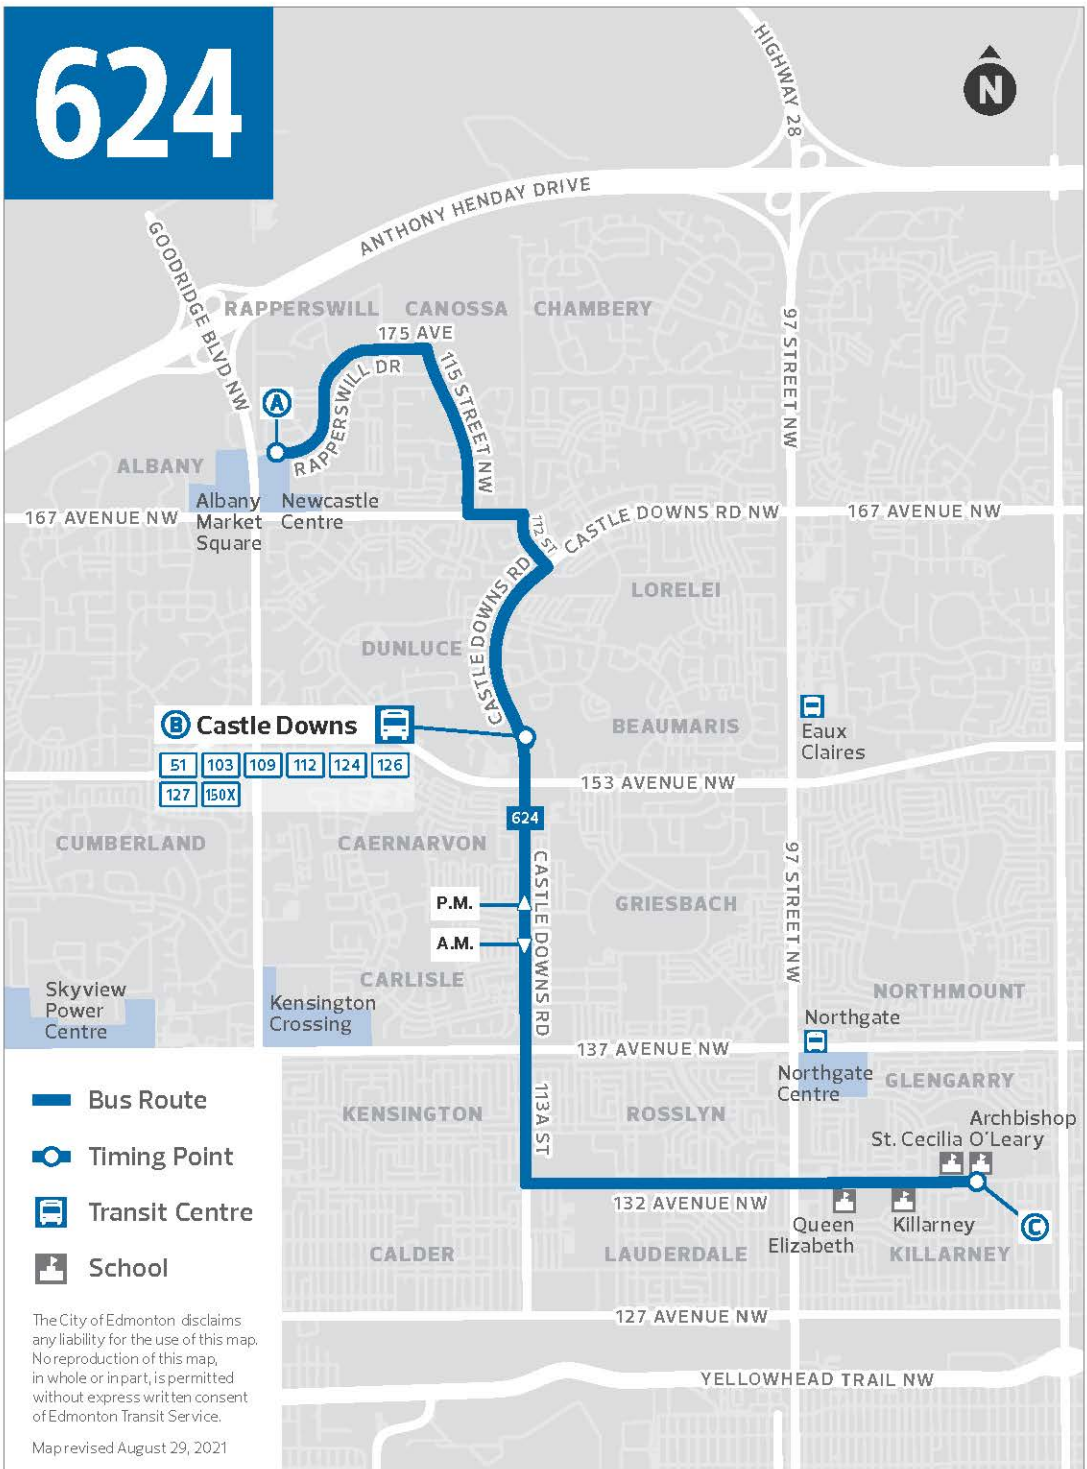 624
N
HIGHWAY 28
ANTHONY HENDAY DRIVE
GOODRIDGE BLVD NW
RAPPERSWILL
CANOSSA
CHAMBERY
175 AVE
RAPPERSWILL DR
115 STREET NW
97 STREET NW
A
ALBANY
Albany
Market
Square
Newcastle
Centre
167 AVENUE NW
112 ST
CASTLE DOWNS RD NW
167 AVENUE NW
CASTLE DOWNS RD
LORELEI
DUNLUCE
B Castle Downs
51 103 109 112 124 126
127 150X
BEAUMARIS
Eaux
Claires
153 AVENUE NW
624
CUMBERLAND
CAERNARVON
97 STREET NW
P.M.
A.M.
CASTLE DOWNS RD
GRIESBACH
CARLISLE
Skyview
Power
Centre
Kensington
Crossing
NORTHMOUNT
Northgate
137 AVENUE NW
Northgate
Centre
GLENGARRY
KENSINGTON
113A ST
ROSSLYN
Archbishop
O'Leary
St. Cecilia
132 AVENUE NW
Queen
Elizabeth
Killarney
C
CALDER
LAUDERDALE
KILLARNEY
127 AVENUE NW
YELLOWHEAD TRAIL NW
Bus Route
Timing Point
Transit Centre
School
The City of Edmonton disclaims
any liability for the use of this map.
No reproduction of this map,
in whole or in part, is permitted
without express written consent
of Edmonton Transit Service.
Map revised August 29, 2021